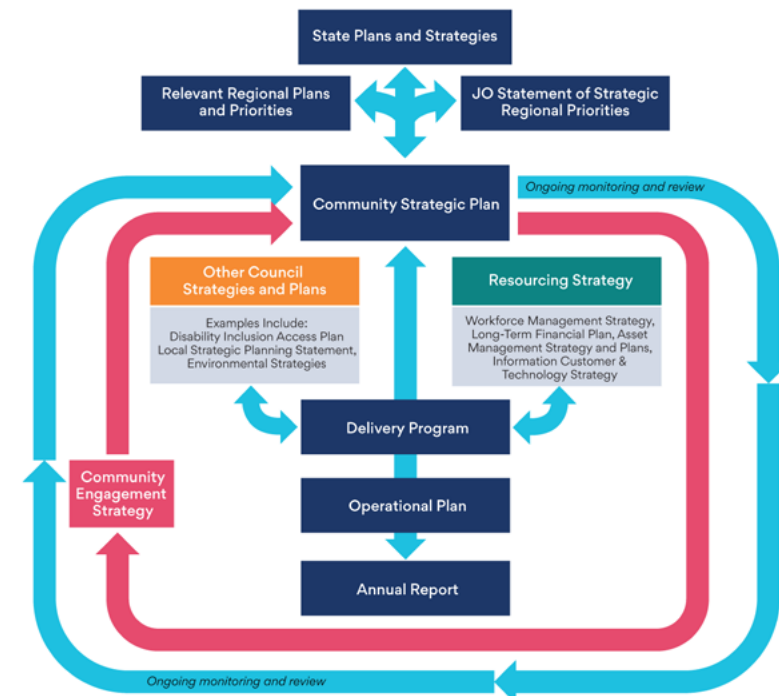 State Plans and Strategies
Relevant Regional Plans
and Priorities
JO Statement of Strategic
Regional Priorities
Community Strategic Plan
Ongoing monitoring and review
Other Council
Strategies and Plans
Examples Include:
Disability Inclusion Access Plan
Local Strategic Planning Statement,
Environmental Strategies
Resourcing Strategy
Workforce Management Strategy,
Long-Term Financial Plan, Asset
Management Strategy and Plans,
Information Customer &
Technology Strategy
Delivery Program
Community
Engagement
Strategy
Operational Plan
Annual Report
Ongoing monitoring and review